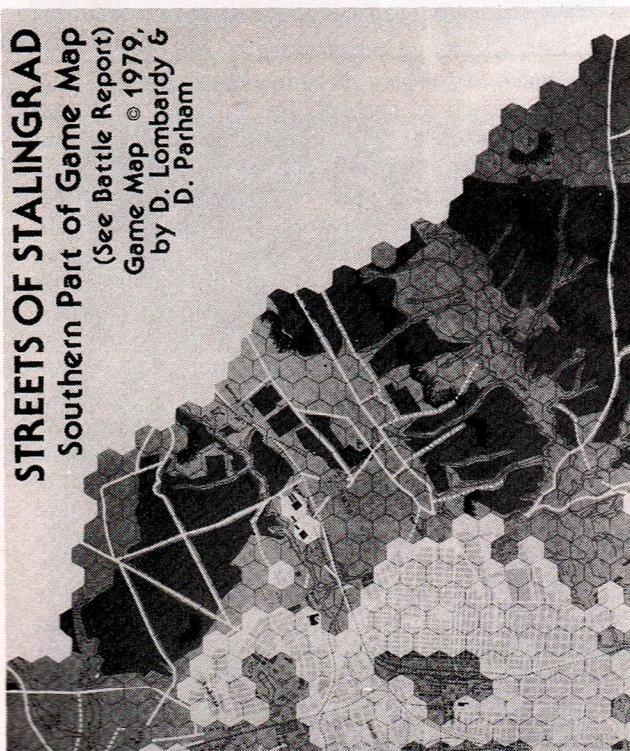 STREETS OF STALINGRAD
Southern Part of Game Map
(See Battle Report)
Game Map © 1979,
by D. Lombardy &
D. Parham